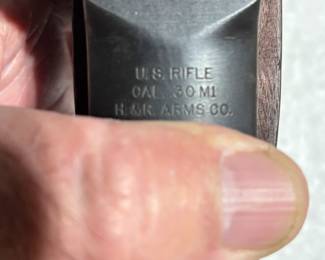 U.S. RIFLE
CAL. .30 M1
H.&R. ARMS CO.